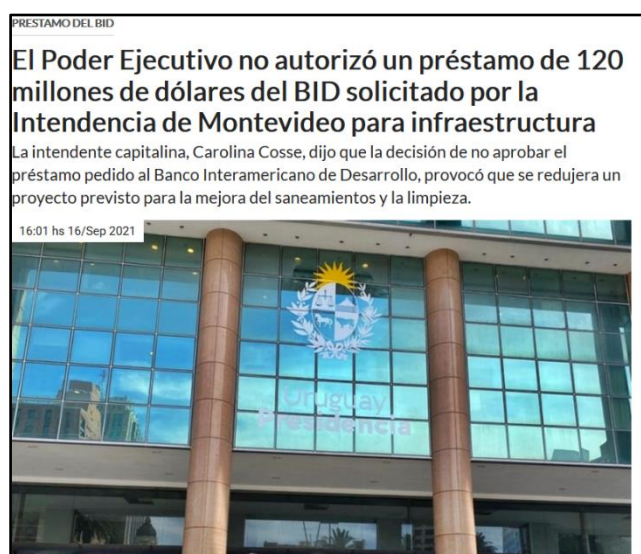 PRESTAMO DEL BID
El Poder Ejecutivo no autorizó un préstamo de 120
millones de dólares del BID solicitado por la
Intendencia de Montevideo para infraestructura
La intendente capitalina, Carolina Cosse, dijo que la decisión de no aprobar el
préstamo pedido al Banco Interamericano de Desarrollo, provocó que se redujera un
proyecto previsto para la mejora del saneamientos y la limpieza.
16:01 hs 16/Sep 2021
Uruguay
Presidencia